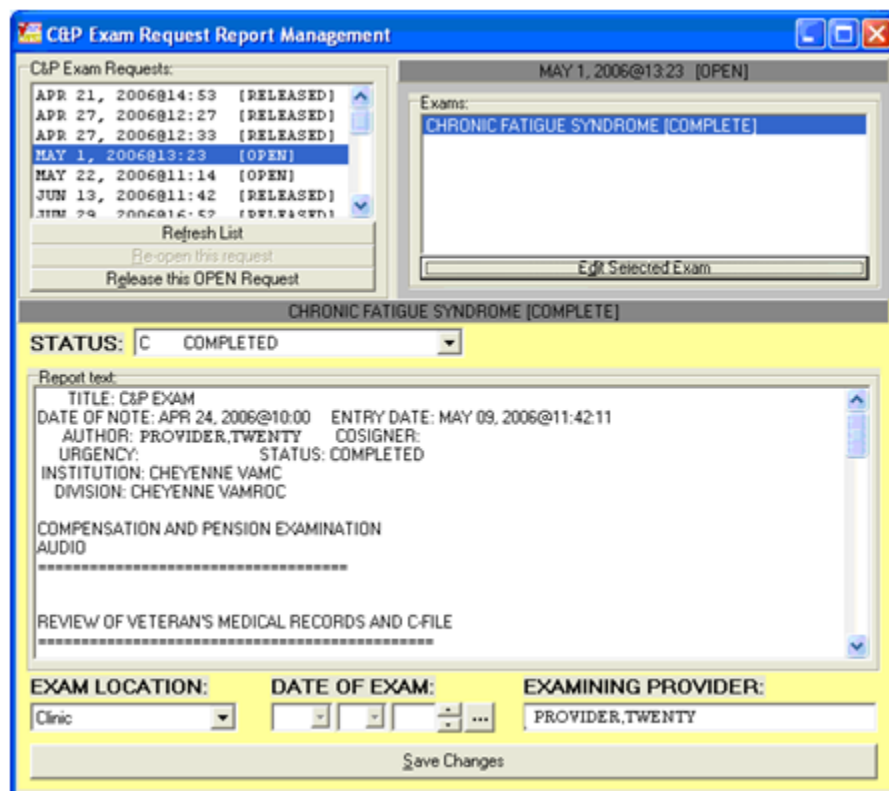 C&P Exam Request Report Management
C&P Exam Requests:
APR 21, 2006@14:53 [RELEASED]
APR 27, 2006@12:27 [RELEASED]
APR 27, 2006@12:33 [RELEASED]
MAY 1, 2006@13:23 [OPEN]
MAY 22, 2006@11:14 [OPEN]
JUN 13, 2006@11:42 [RELEASED]
JUN 29, 2006@16:52 [RELEASED]
Refresh List
Re-open this request
Release this OPEN Request
MAY 1, 2006@13:23 [OPEN]
Exams:
CHRONIC FATIGUE SYNDROME [COMPLETE]
Edit Selected Exam
CHRONIC FATIGUE SYNDROME [COMPLETE]
STATUS: C COMPLETED
Report text:
TITLE: C&P EXAM
DATE OF NOTE: APR 24, 2006@10:00 ENTRY DATE: MAY 09, 2006@11:42:11
AUTHOR: PROVIDER,TWENTY COSIGNER:
URGENCY: STATUS: COMPLETED
INSTITUTION: CHEYENNE VAMC
DIVISION: CHEYENNE VAMROC
COMPENSATION AND PENSION EXAMINATION
AUDIO
=====================================
REVIEW OF VETERAN'S MEDICAL RECORDS AND C-FILE
===============================================
EXAM LOCATION: DATE OF EXAM: EXAMINING PROVIDER:
Clinic ... PROVIDER,TWENTY
Save Changes